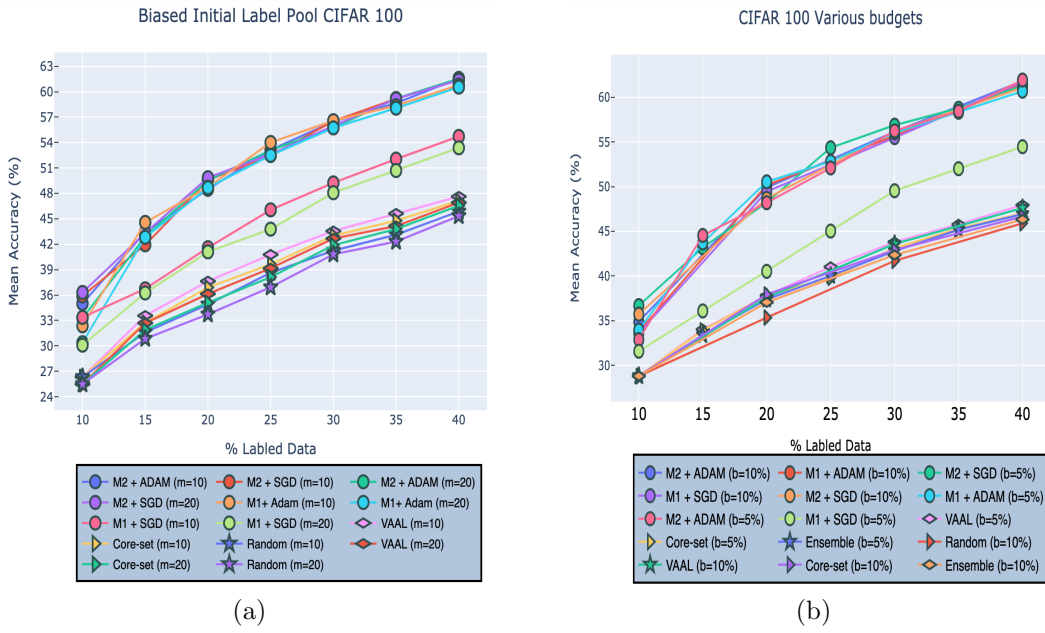 Biased Initial Label Pool CIFAR 100
Mean Accuracy (%)
63
60
57
54
51
48
45
42
39
36
33
30
27
24
10 15 20 25 30 35 40
% Labled Data
M2 + ADAM (m=10) M2 + SGD (m=10) M2 + ADAM (m=20)
M2 + SGD (m=20) M1+ Adam (m=10) M1+ Adam (m=20)
M1 + SGD (m=10) M1 + SGD (m=20) VAAL (m=10)
Core-set (m=10) Random (m=10) VAAL (m=20)
Core-set (m=20) Random (m=20)
(a)
CIFAR 100 Various budgets
Mean Accuracy (%)
60
55
50
45
40
35
30
10 15 20 25 30 35 40
% Labled Data
M2 + ADAM (b=10%) M1 + ADAM (b=10%) M2 + SGD (b=5%)
M1 + SGD (b=10%) M2 + SGD (b=10%) M1 + ADAM (b=5%)
M2 + ADAM (b=5%) M1 + SGD (b=5%) VAAL (b=5%)
Core-set (b=5%) Ensemble (b=5%) Random (b=10%)
VAAL (b=10%) Core-set (b=10%) Ensemble (b=10%)
(b)